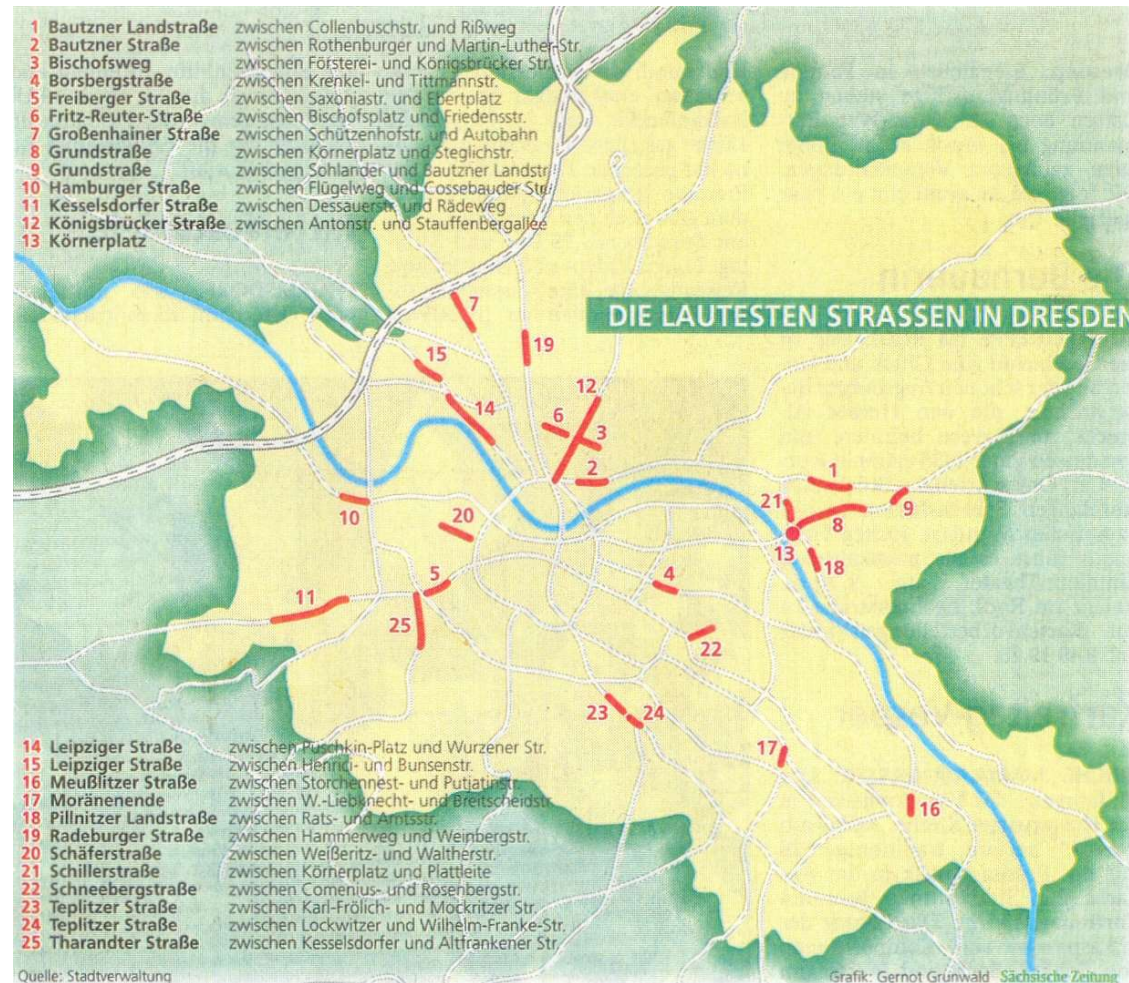 1 Bautzner Landstraße zwischen Collenbuschstr. und Rißweg
2 Bautzner Straße zwischen Rothenburger und Martin-Luther-Str.
3 Bischofsweg zwischen Försterei- und Königsbrücker Str.
4 Borsbergstraße zwischen Krenkel- und Tittmannstr.
5 Freiberger Straße zwischen Saxoniastr. und Ebertplatz
6 Fritz-Reuter-Straße zwischen Bischofsplatz und Friedensstr.
7 Großenhainer Straße zwischen Schützenhofstr. und Autobahn
8 Grundstraße zwischen Körnerplatz und Steglichstr.
9 Grundstraße zwischen Sohlander und Bautzner Landstr.
10 Hamburger Straße zwischen Flügelweg und Cossebauder Str.
11 Kesselsdorfer Straße zwischen Dessauerstr. und Rädeweg
12 Königsbrücker Straße zwischen Antonstr. und Stauffenbergallee
13 Körnerplatz
DIE LAUTESTEN STRASSEN IN DRESDEN
7
19
15
12
14
6
3
2
1
21
9
8
10
20
13
18
5
4
11
25
22
23
24
17
16
14 Leipziger Straße zwischen Puschkin-Platz und Wurzener Str.
15 Leipziger Straße zwischen Henrici- und Bunsenstr.
16 Meußlitzer Straße zwischen Storchennest- und Putjatinstr.
17 Moränenende zwischen W.-Liebknecht- und Breitscheidstr.
18 Pillnitzer Landstraße zwischen Rats- und Amtsstr.
19 Radeburger Straße zwischen Hammerweg und Weinbergstr.
20 Schäferstraße zwischen Weißeritz- und Waltherstr.
21 Schillerstraße zwischen Körnerplatz und Plattleite
22 Schneebergstraße zwischen Comenius- und Rosenbergstr.
23 Teplitzer Straße zwischen Karl-Frölich- und Mockritzer Str.
24 Teplitzer Straße zwischen Lockwitzer und Wilhelm-Franke-Str.
25 Tharandter Straße zwischen Kesselsdorfer und Altfrankener Str.
Quelle: Stadtverwaltung
Grafik: Gernot Grunwald Sächsische Zeitung